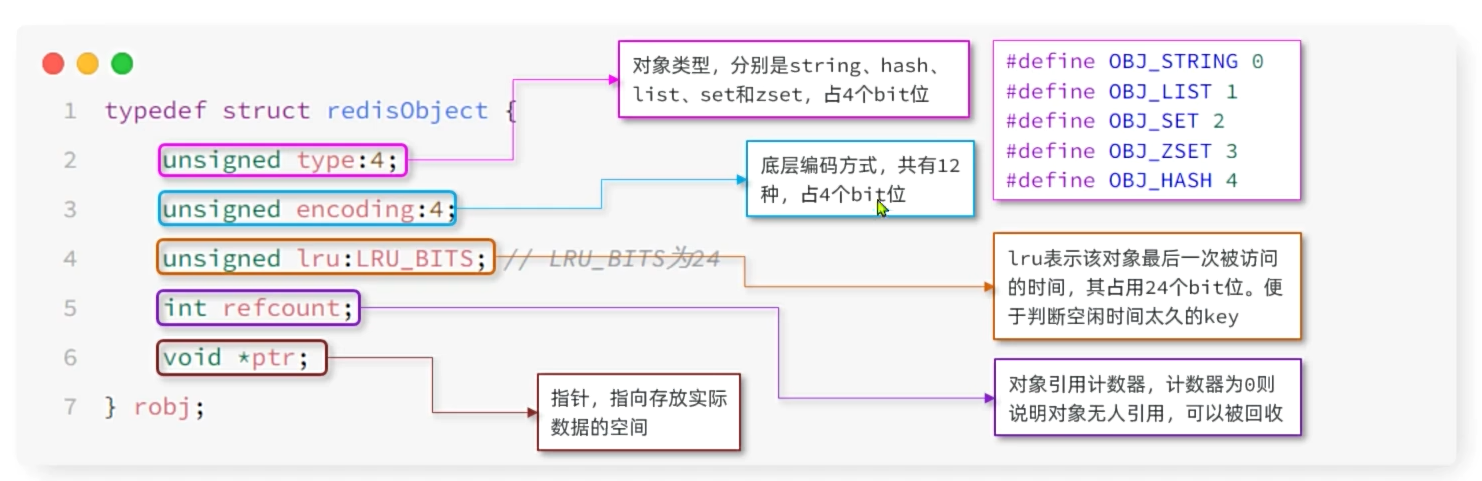 1 typedef struct redisObject {
2 unsigned type:4;
3 unsigned encoding:4;
4 unsigned lru:LRU_BITS; // LRU_BITS为24
5 int refcount;
6 void *ptr;
7 } robj;
对象类型，分别是string、hash、
list、set和zset，占4个bit位
底层编码方式，共有12
种，占4个bit位
#define OBJ_STRING 0
#define OBJ_LIST 1
#define OBJ_SET 2
#define OBJ_ZSET 3
#define OBJ_HASH 4
lru表示该对象最后一次被访问
的时间，其占用24个bit位。便
于判断空闲时间太久的key
对象引用计数器，计数器为0则
说明对象无人引用，可以被回收
指针，指向存放实际
数据的空间